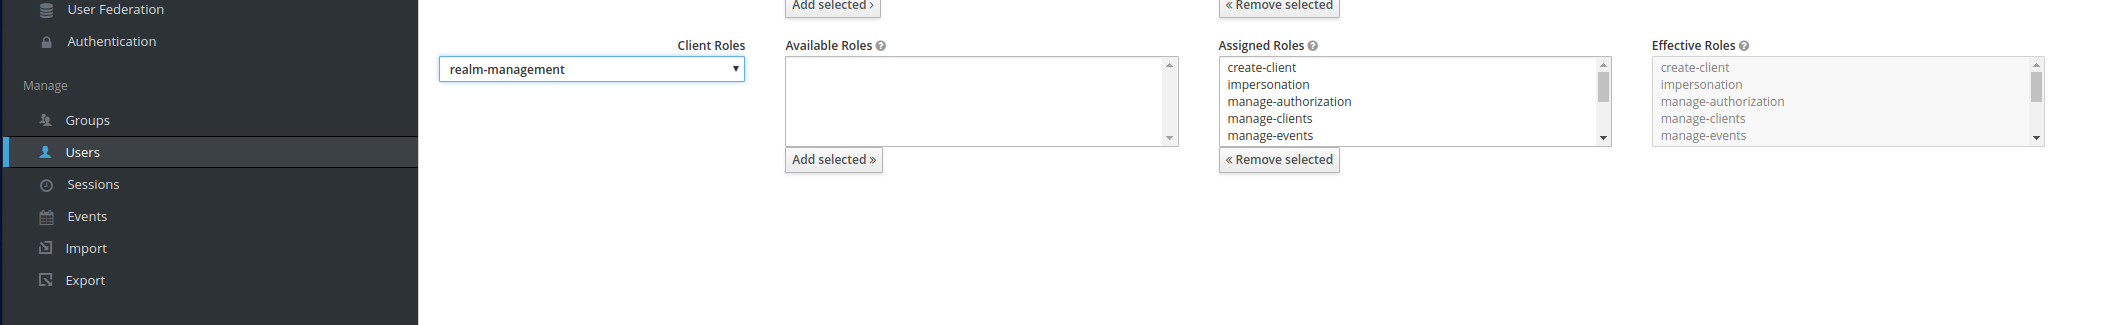 User Federation
Authentication
Manage
Groups
Users
Sessions
Events
Import
Export
Add selected ›
« Remove selected
Client Roles
realm-management
Available Roles
Add selected »
Assigned Roles
create-client
impersonation
manage-authorization
manage-clients
manage-events
« Remove selected
Effective Roles
create-client
impersonation
manage-authorization
manage-clients
manage-events